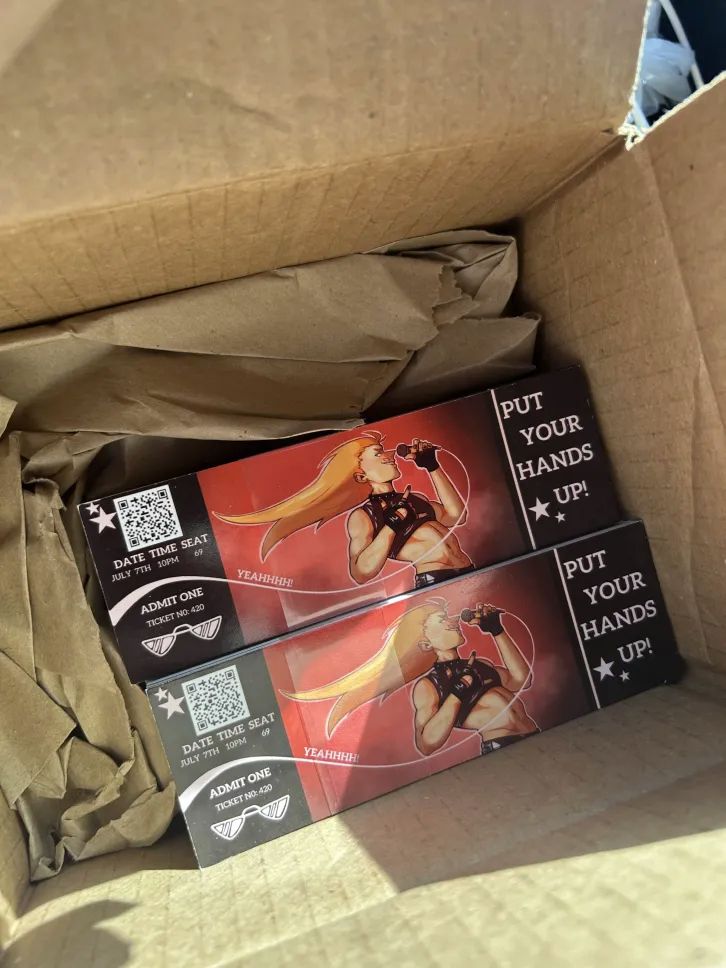 PUT
YOUR
HANDS
UP!
DATE TIME SEAT
JULY 7TH 10PM 69
YEAHHHH!
ADMIT ONE
TICKET NO: 420
PUT
YOUR
HANDS
UP!
DATE TIME SEAT
JULY 7TH 10PM 69
YEAHHHH!
ADMIT ONE
TICKET NO: 420